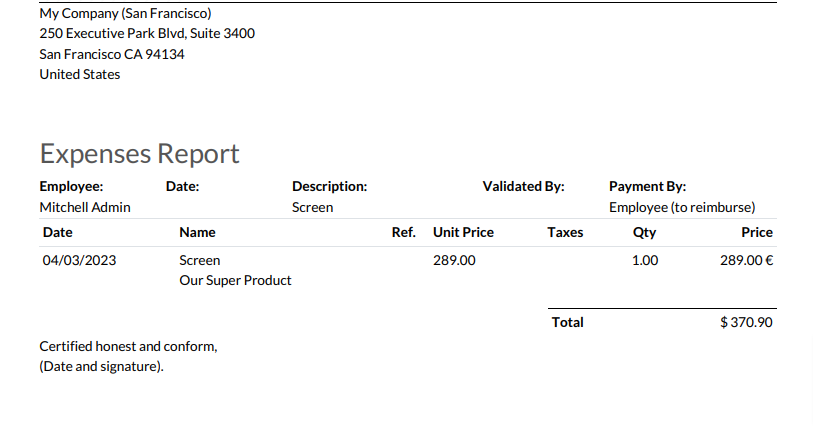 My Company (San Francisco)
250 Executive Park Blvd, Suite 3400
San Francisco CA 94134
United States
Expenses Report
Employee: Date: Description: Validated By: Payment By:
Mitchell Admin Screen Employee (to reimburse)
Date Name Ref. Unit Price Taxes Qty Price
04/03/2023 Screen 289.00 1.00 289.00 €
Our Super Product
Total $ 370.90
Certified honest and conform,
(Date and signature).